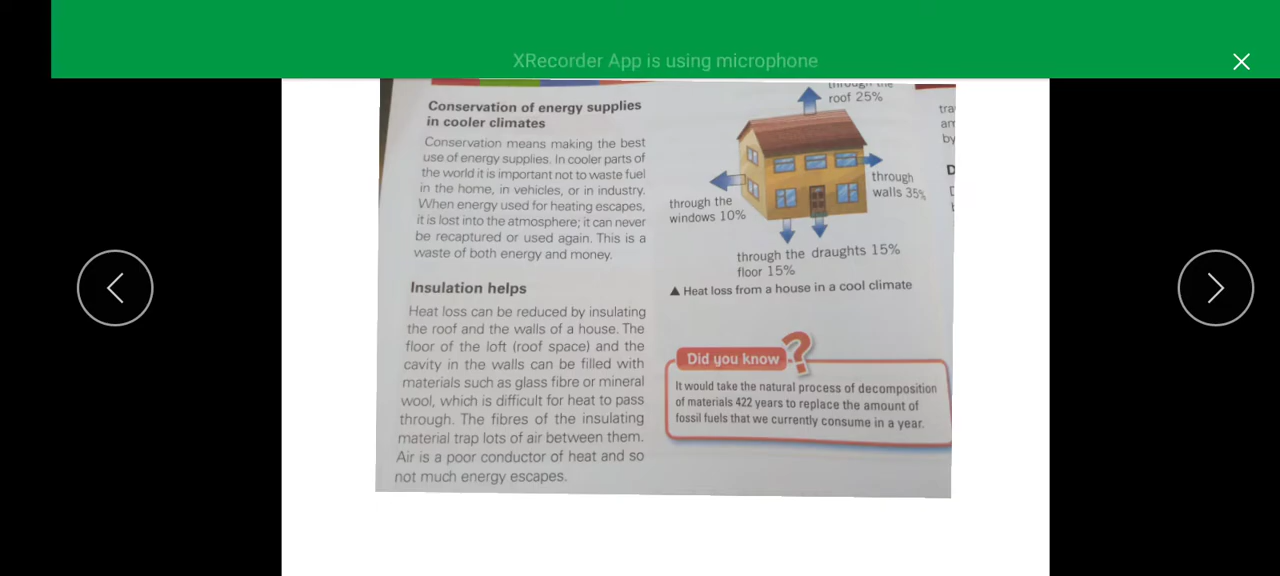 XRecorder App is using microphone
Conservation of energy supplies
in cooler climates
Conservation means making the best
use of energy supplies. In cooler parts of
the world it is important not to waste fuel
in the home, in vehicles, or in industry.
When energy used for heating escapes,
it is lost into the atmosphere; it can never
be recaptured or used again. This is a
waste of both energy and money.
Insulation helps
Heat loss can be reduced by insulating
the roof and the walls of a house. The
floor of the loft (roof space) and the
cavity in the walls can be filled with
materials such as glass fibre or mineral
wool, which is difficult for heat to pass
through. The fibres of the insulating
material trap lots of air between them.
Air is a poor conductor of heat and so
not much energy escapes.
through the
roof 25%
through
walls 35%
through the
windows 10%
through the
floor 15%
draughts 15%
▲ Heat loss from a house in a cool climate
Did you know ?
It would take the natural process of decomposition
of materials 422 years to replace the amount of
fossil fuels that we currently consume in a year.
tra
am
by
D